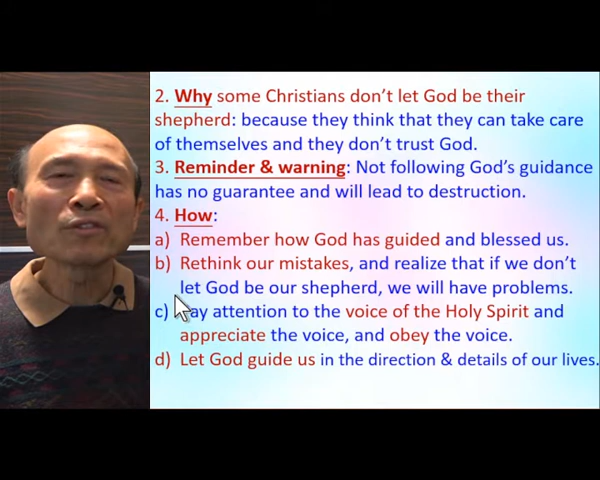 2. Why some Christians don't let God be their
shepherd: because they think that they can take care
of themselves and they don't trust God.
3. Reminder & warning: Not following God's guidance
has no guarantee and will lead to destruction.
4. How:
a) Remember how God has guided and blessed us.
b) Rethink our mistakes, and realize that if we don't
let God be our shepherd, we will have problems.
c) ay attention to the voice of the Holy Spirit and
appreciate the voice, and obey the voice.
d) Let God guide us in the direction & details of our lives.